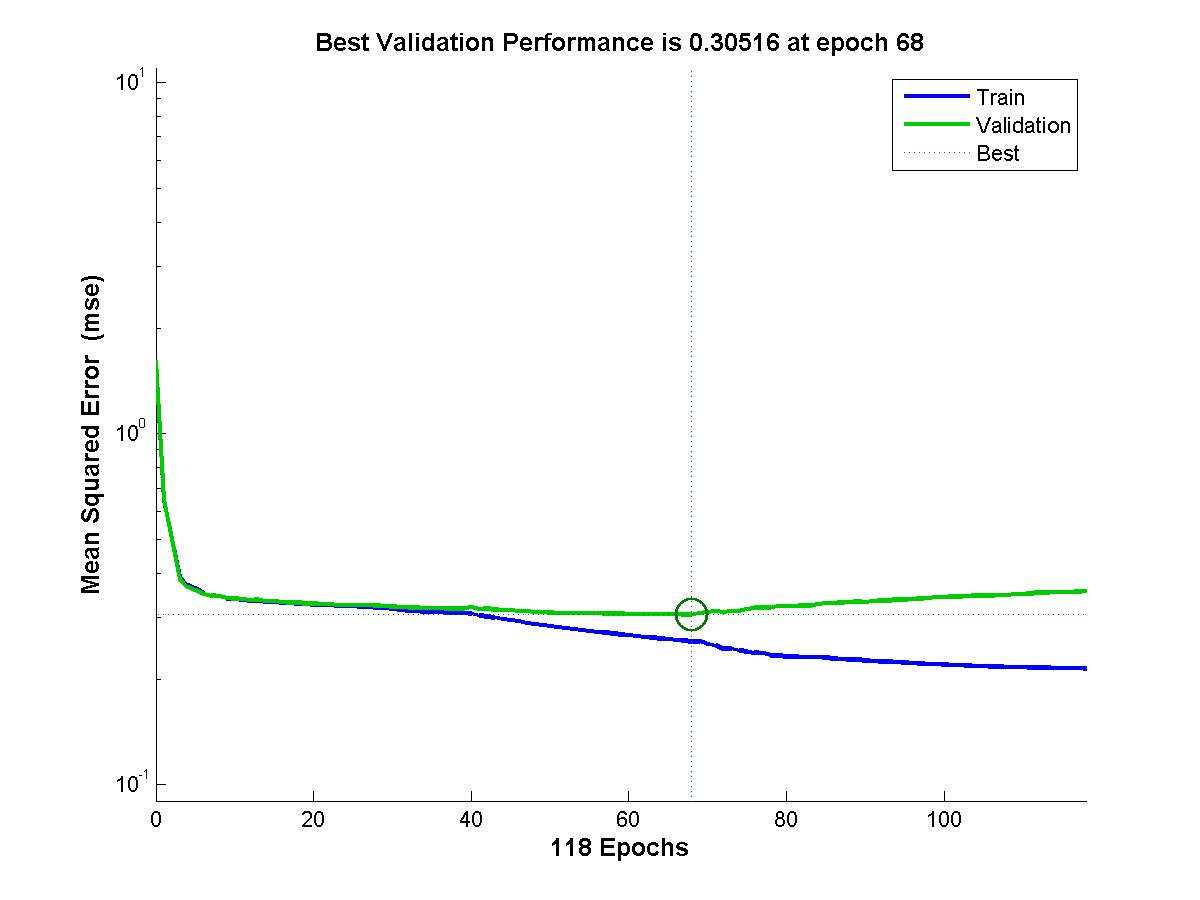 Best Validation Performance is 0.30516 at epoch 68
Train
Validation
Best
Mean Squared Error (mse)
10^1
10^0
10^-1
0 20 40 60 80 100
118 Epochs